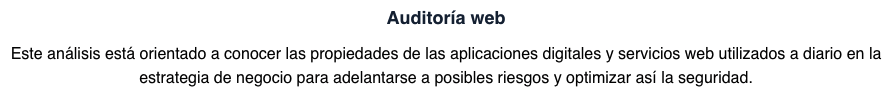 Auditoría web
Este análisis está orientado a conocer las propiedades de las aplicaciones digitales y servicios web utilizados a diario en la
estrategia de negocio para adelantarse a posibles riesgos y optimizar así la seguridad.